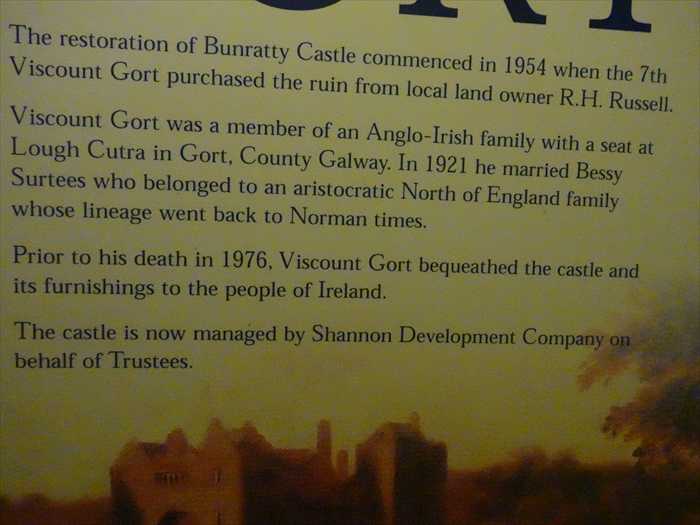 The restoration of Bunratty Castle commenced in 1954 when the 7th
Viscount Gort purchased the ruin from local land owner R.H. Russell.
Viscount Gort was a member of an Anglo-Irish family with a seat at
Lough Cutra in Gort, County Galway. In 1921 he married Bessy
Surtees who belonged to an aristocratic North of England family
whose lineage went back to Norman times.
Prior to his death in 1976, Viscount Gort bequeathed the castle and
its furnishings to the people of Ireland.
The castle is now managed by Shannon Development Company on
behalf of Trustees.